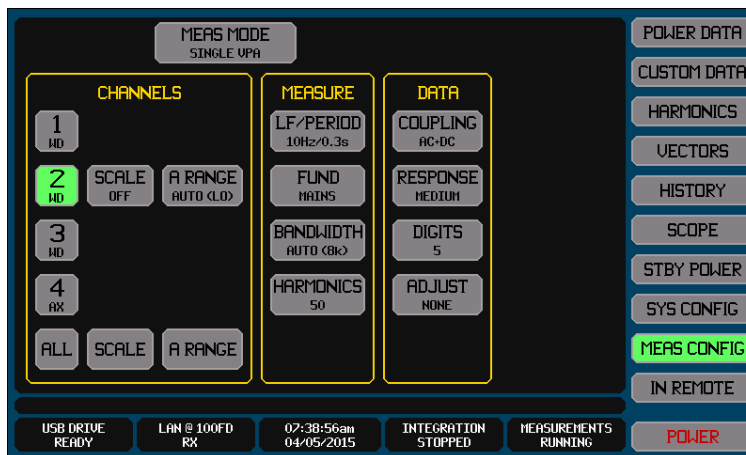 MEAS MODE
SINGLE VPA
CHANNELS
1
WD
2
WD
SCALE
OFF
A RANGE
AUTO (LO)
3
WD
4
AX
ALL
SCALE
A RANGE
MEASURE
LF/PERIOD
10Hz/0.3s
FUND
MAINS
BANDWIDTH
AUTO (8k)
HARMONICS
50
DATA
COUPLING
AC+DC
RESPONSE
MEDIUM
DIGITS
5
ADJUST
NONE
POWER DATA
CUSTOM DATA
HARMONICS
VECTORS
HISTORY
SCOPE
STBY POWER
SYS CONFIG
MEAS CONFIG
IN REMOTE
POWER
USB DRIVE
READY
LAN @ 100FD
RX
07:38:56am
04/05/2015
INTEGRATION
STOPPED
MEASUREMENTS
RUNNING